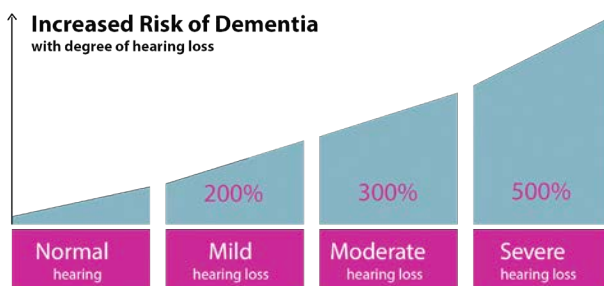 Increased Risk of Dementia
with degree of hearing loss
200%
300%
500%
Normal
hearing
Mild
hearing loss
Moderate
hearing loss
Severe
hearing loss